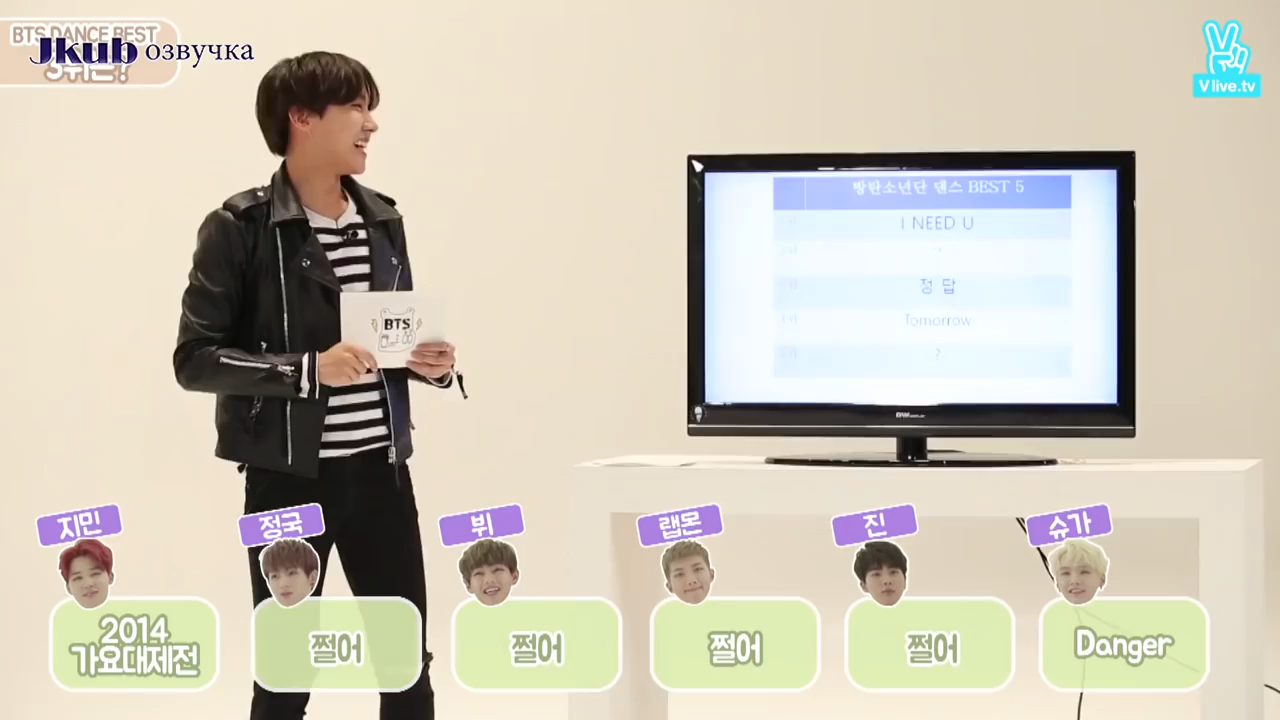 BTS DANCE BEST
Jkub озвучка
V live.tv
방탄소년단 댄스 BEST 5
I NEED U
정 답
Tomorrow
?
BTS
지민
정국
뷔
랩몬
진
슈가
2014
가요대제전
쩔어
쩔어
쩔어
쩔어
Danger